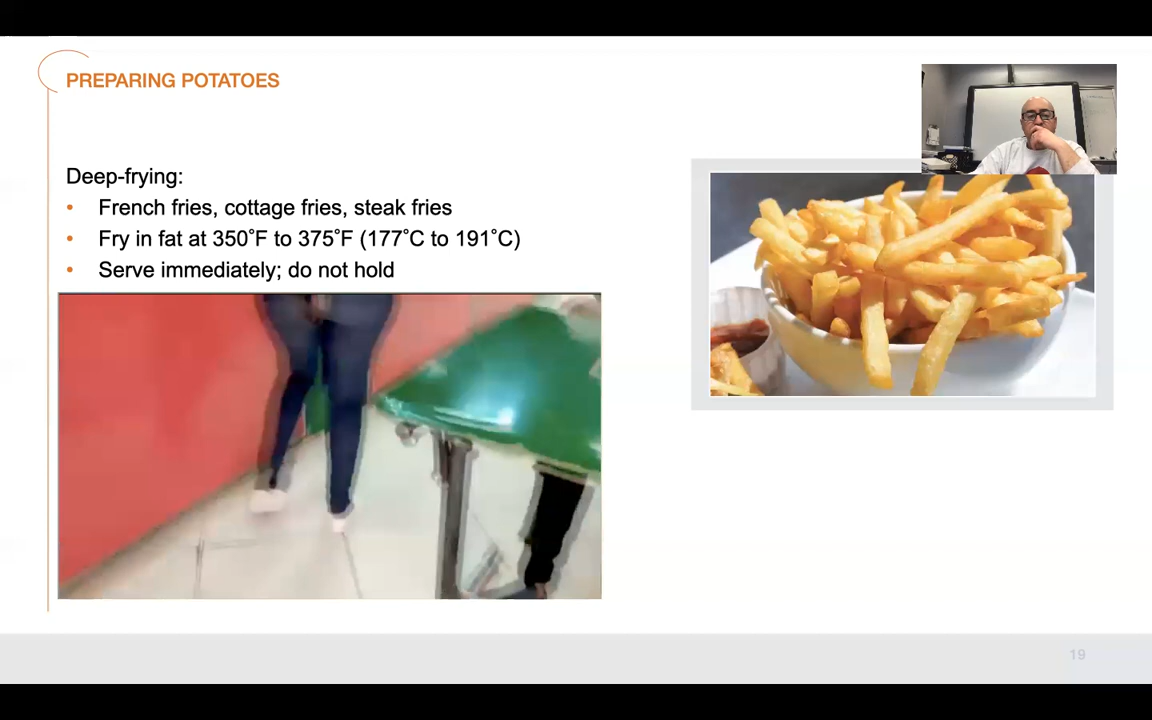 PREPARING POTATOES
Deep-frying:
• French fries, cottage fries, steak fries
• Fry in fat at 350˚F to 375˚F (177˚C to 191˚C)
• Serve immediately; do not hold
19